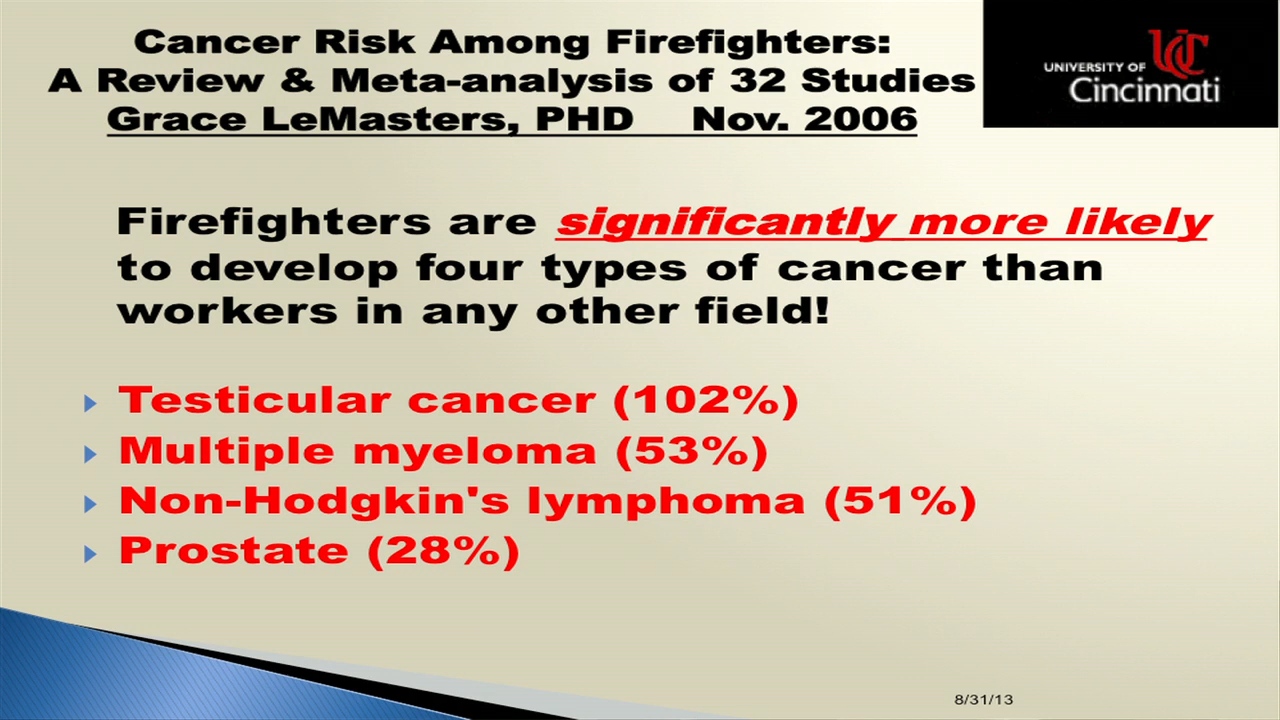 Cancer Risk Among Firefighters:
A Review & Meta-analysis of 32 Studies
Grace LeMasters, PHD Nov. 2006
UNIVERSITY OF UC
Cincinnati
Firefighters are significantly more likely
to develop four types of cancer than
workers in any other field!
Testicular cancer (102%)
Multiple myeloma (53%)
Non-Hodgkin's lymphoma (51%)
Prostate (28%)
8/31/13